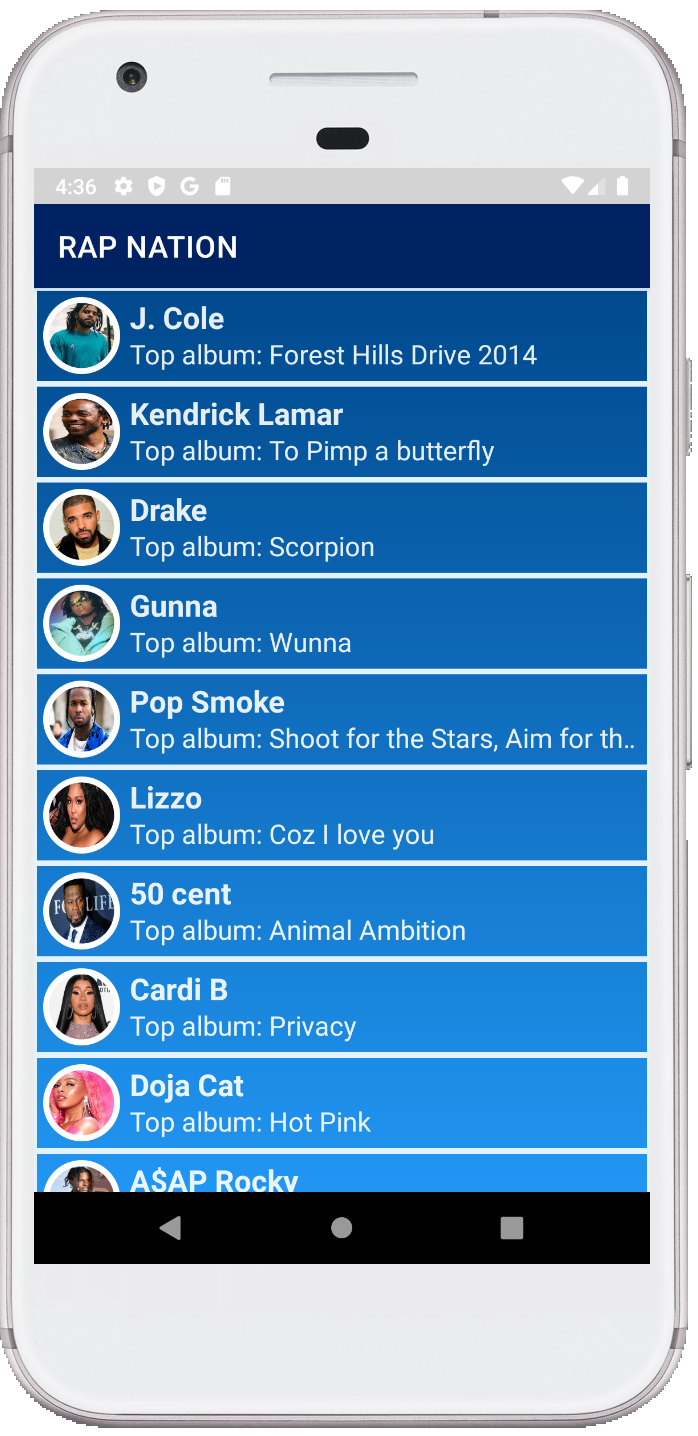 4:36
RAP NATION
J. Cole
Top album: Forest Hills Drive 2014
Kendrick Lamar
Top album: To Pimp a butterfly
Drake
Top album: Scorpion
Gunna
Top album: Wunna
Pop Smoke
Top album: Shoot for the Stars, Aim for th..
Lizzo
Top album: Coz I love you
50 cent
Top album: Animal Ambition
Cardi B
Top album: Privacy
Doja Cat
Top album: Hot Pink
A$AP Rocky